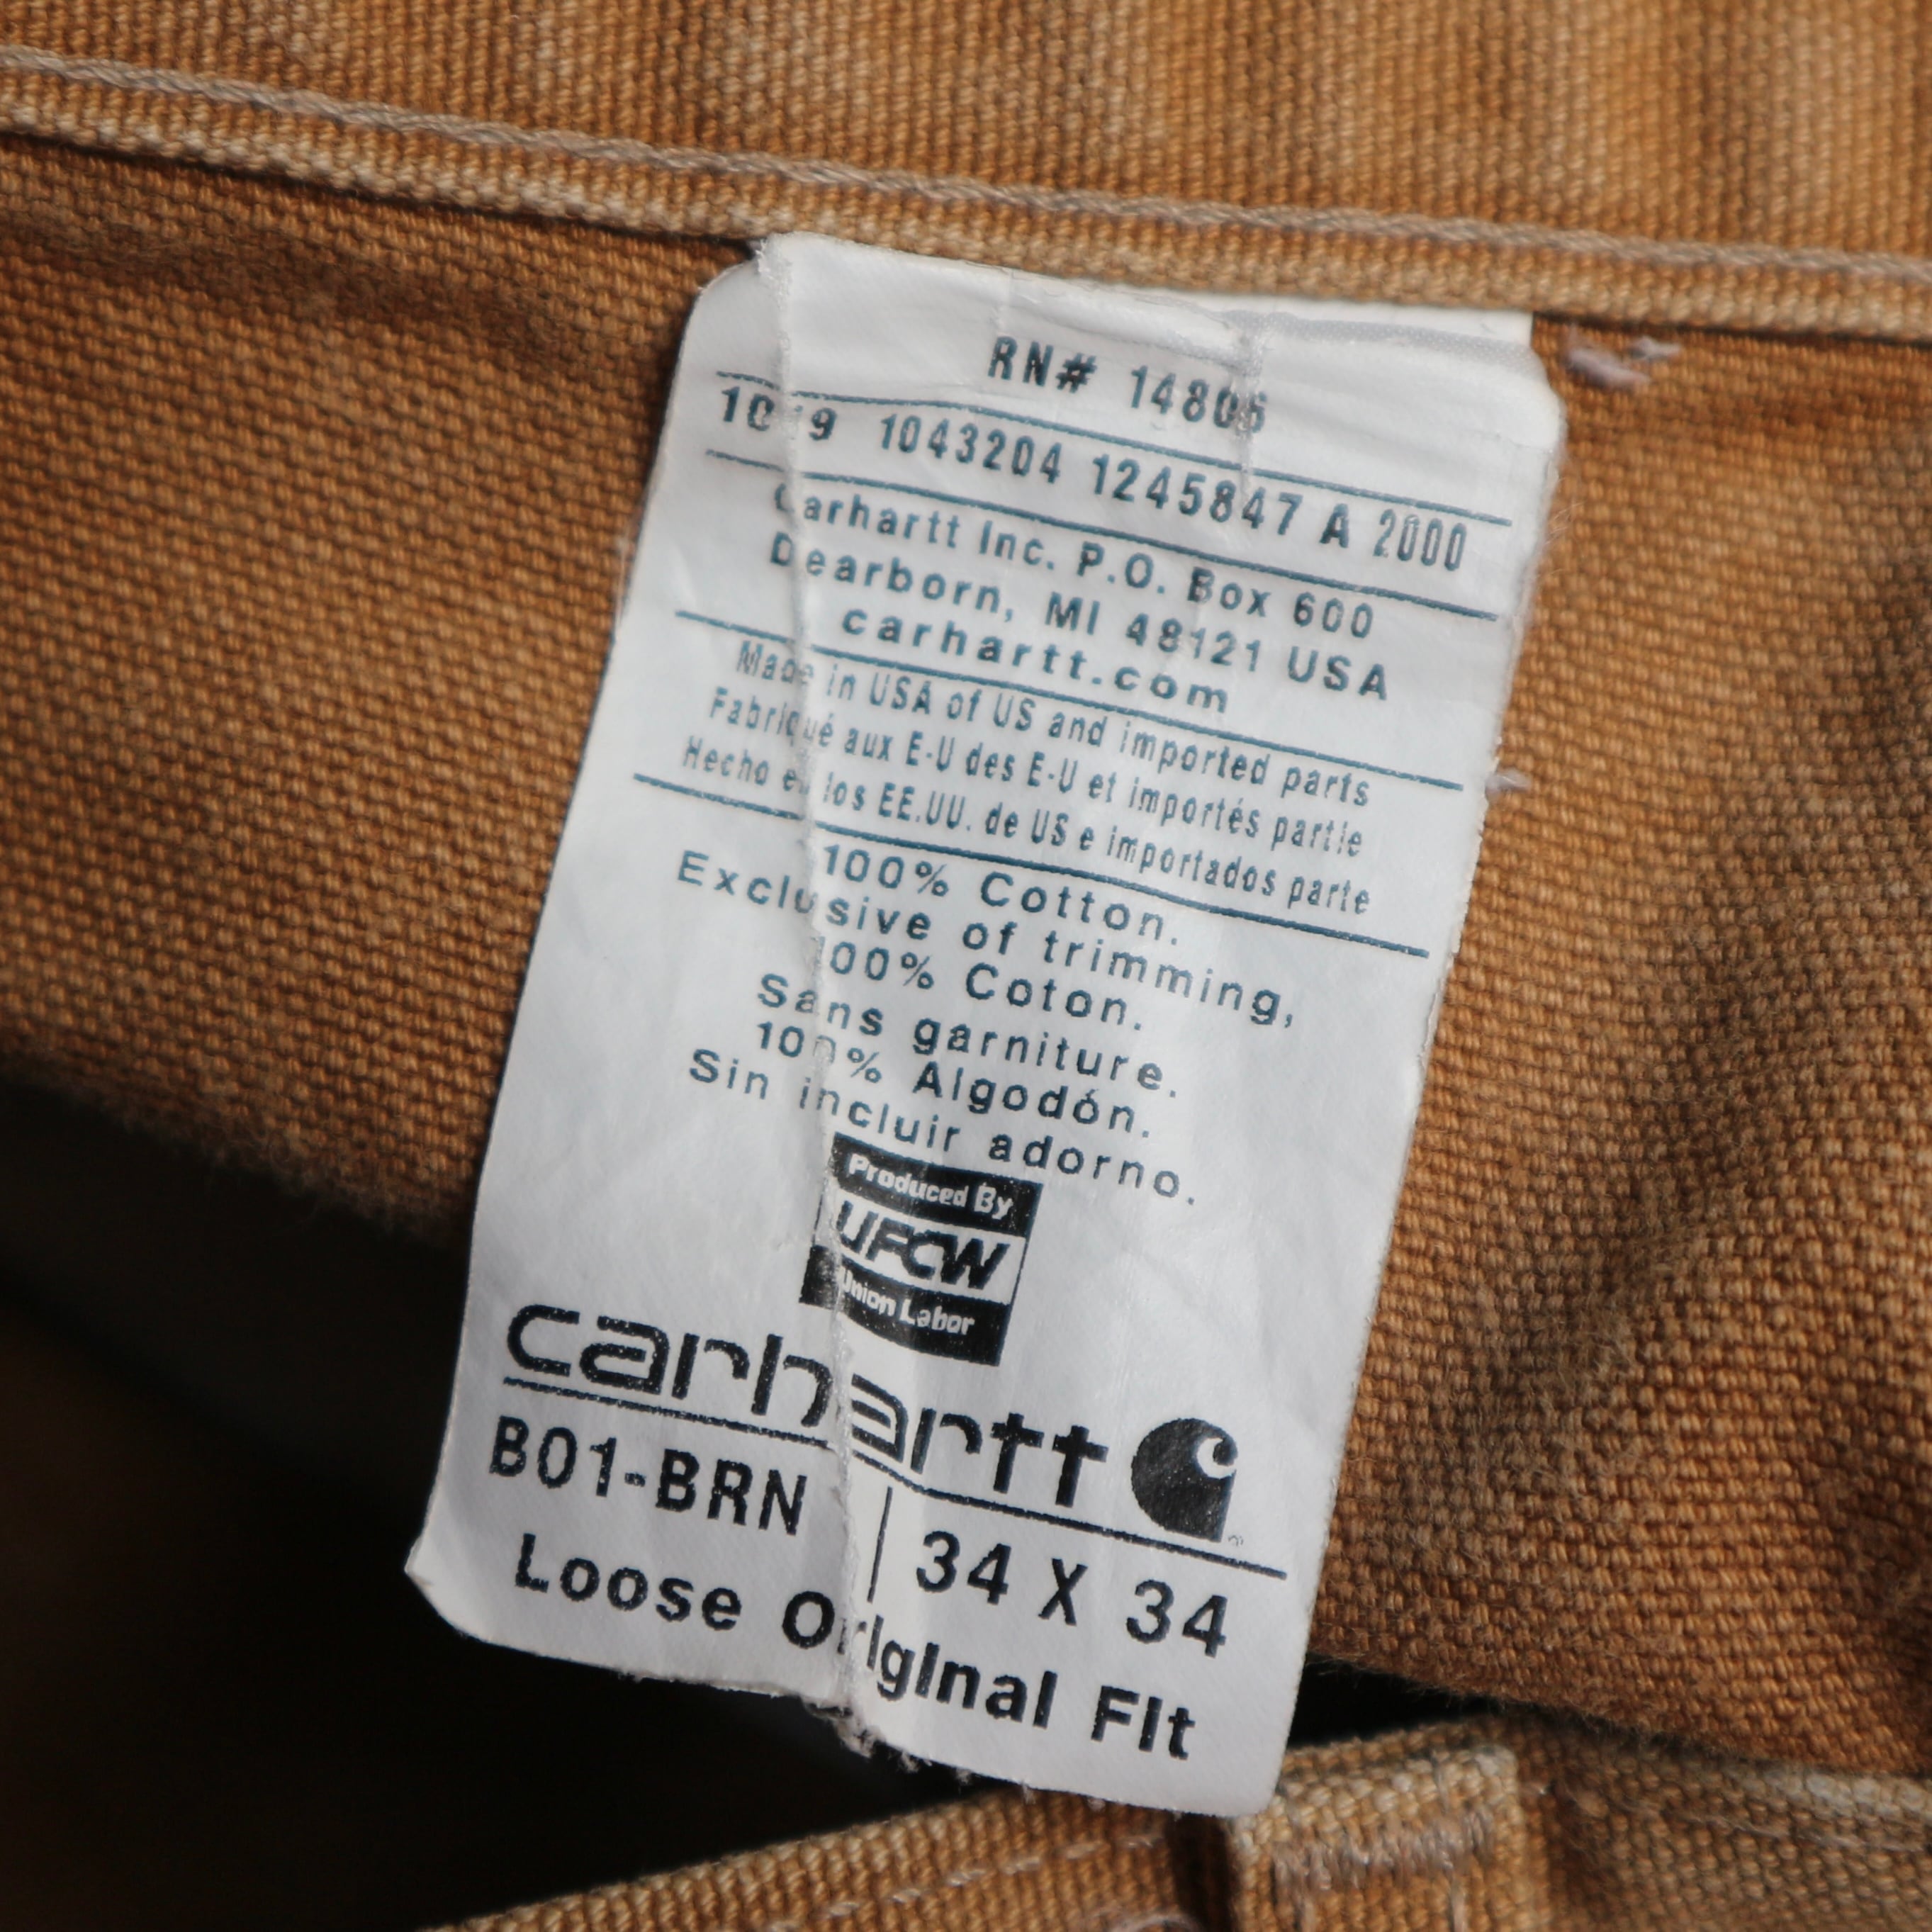 RN# 14806
1043204 1245847 A 2000
Carhartt Inc. P.O. Box 600
Dearborn, MI 48121 USA
carhartt.com
Made in USA of US and imported parts
Fabriqué aux E-U des E-U et importés partie
Hecho en los EE.UU. de US e importados parte
100% Cotton.
Exclusive of trimming,
100% Coton.
Sans garniture.
100% Algodón.
Sin incluir adorno.
Produced By
UFCW
Union Labor
carhartt
B01-BRN | 34 X 34
Loose Original Fit